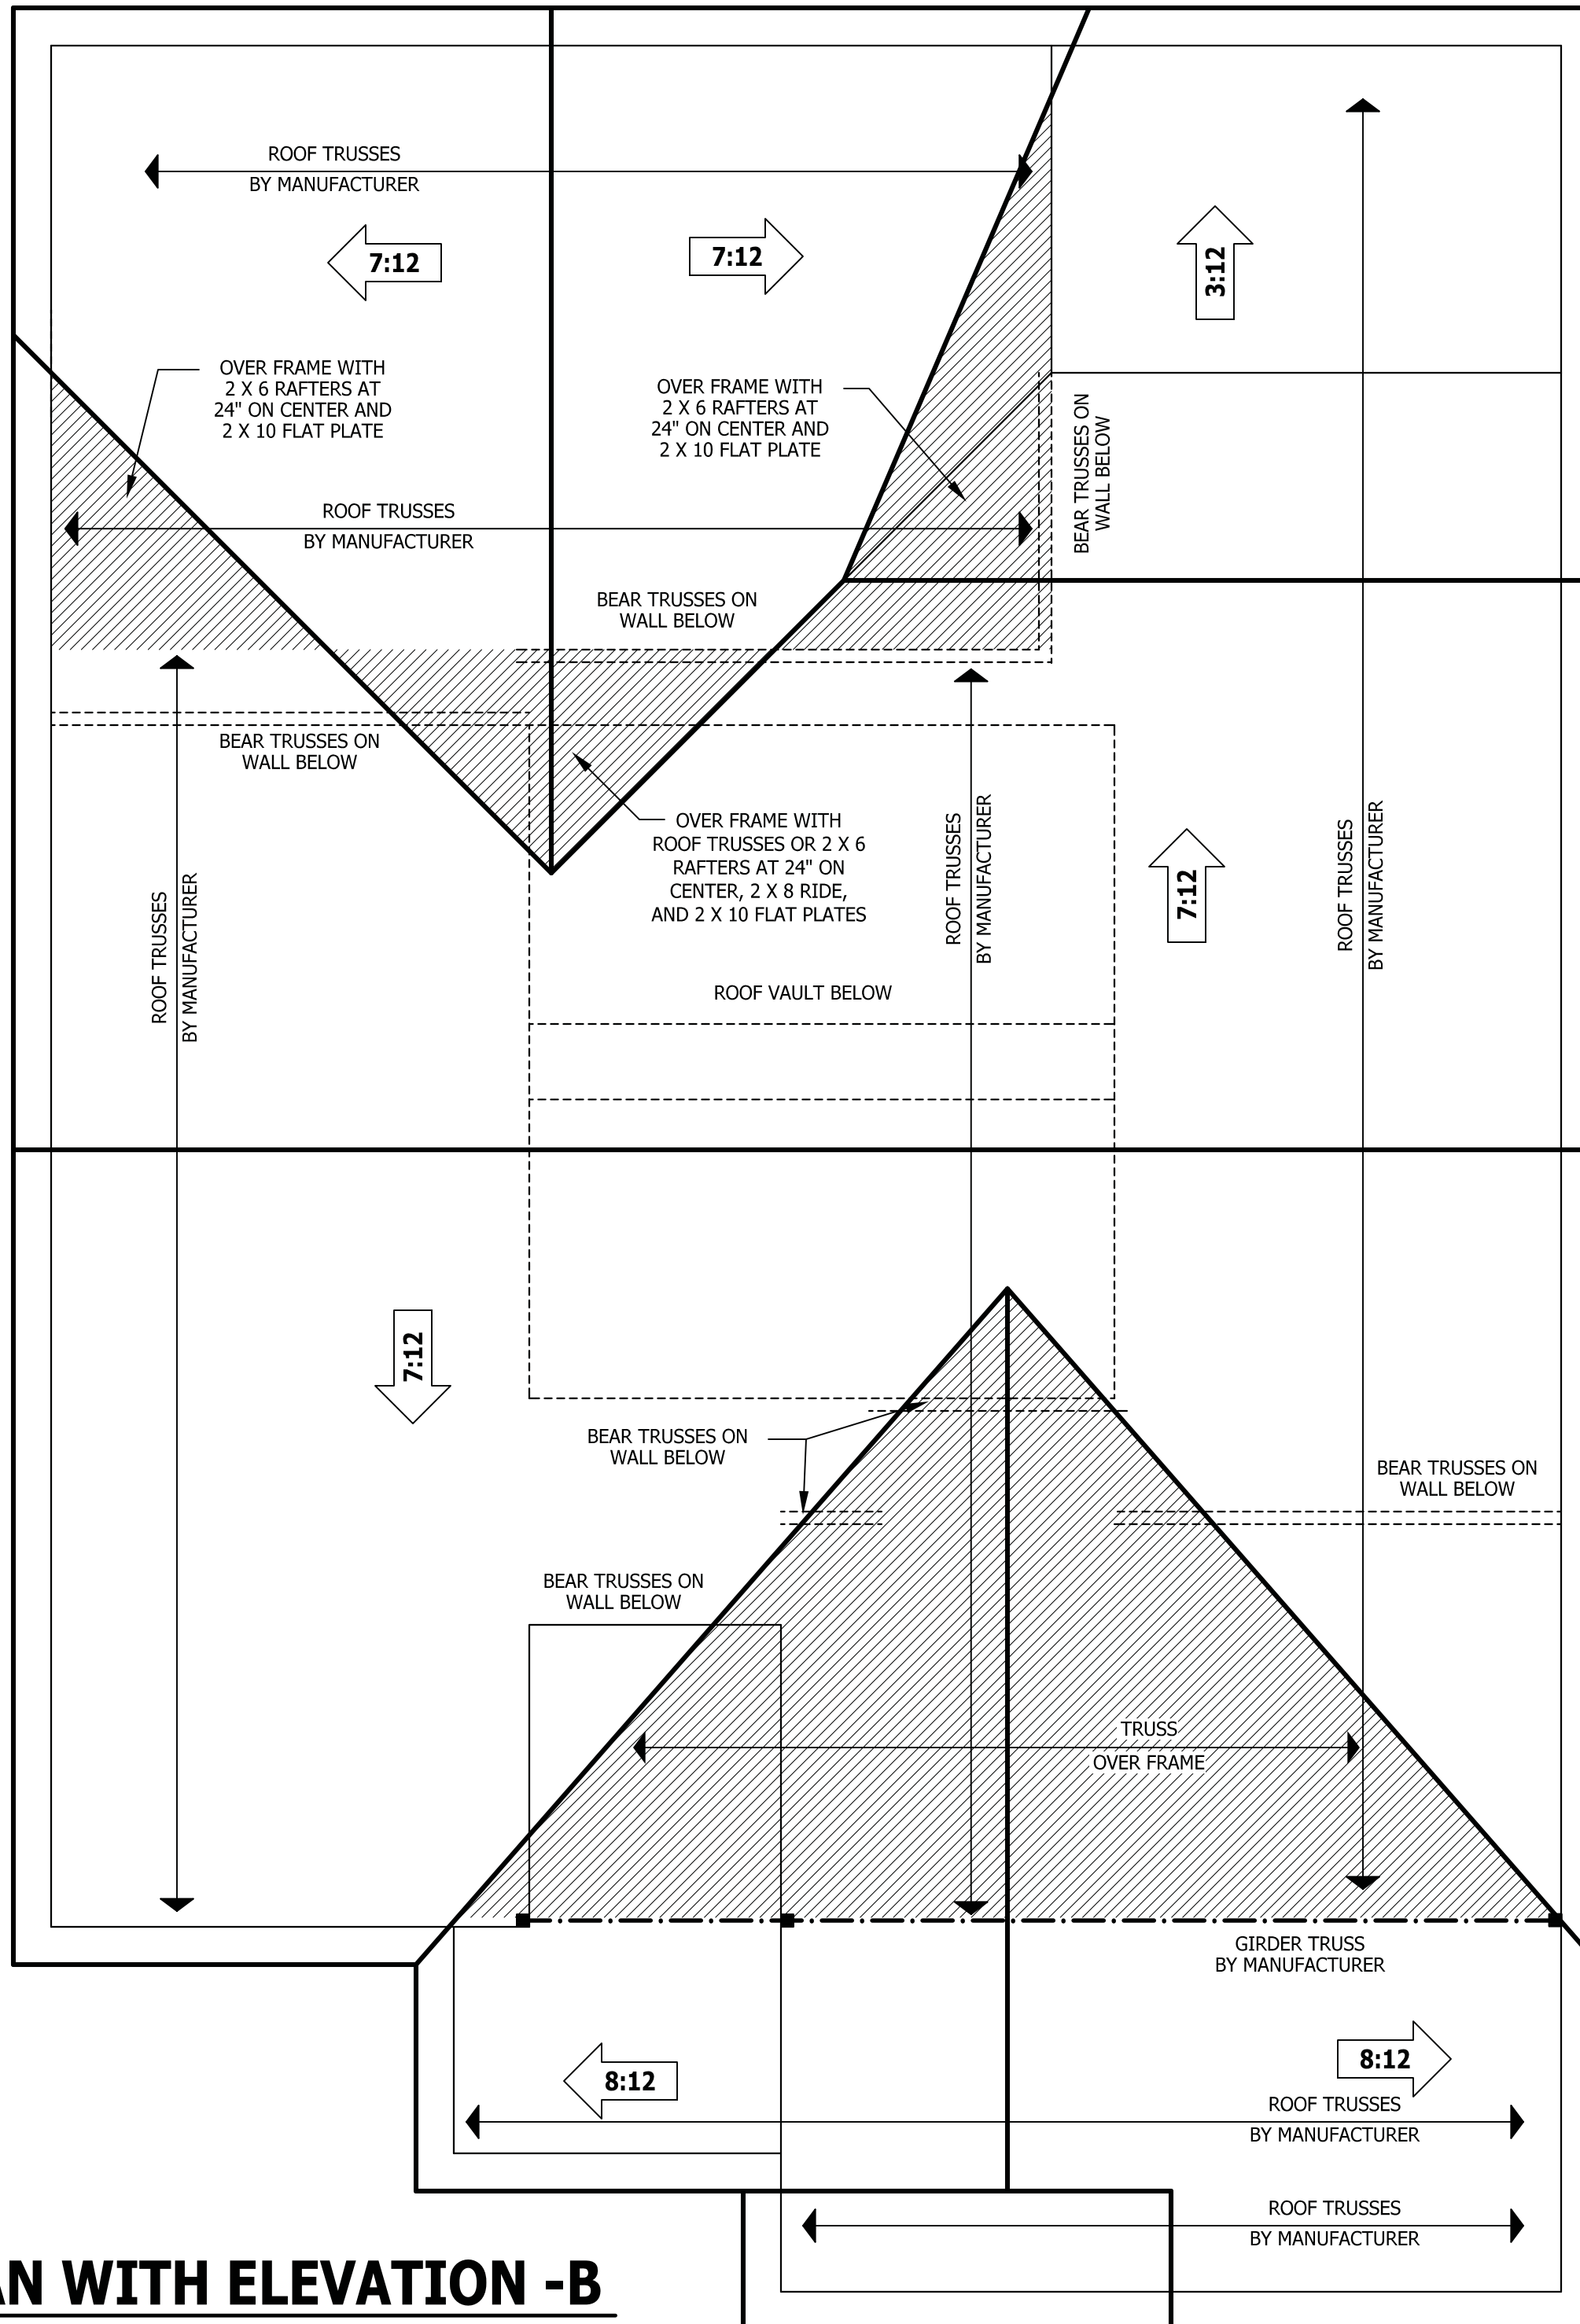 ROOF TRUSSES
BY MANUFACTURER
7:12
7:12
3:12
OVER FRAME WITH
2 X 6 RAFTERS AT
24" ON CENTER AND
2 X 10 FLAT PLATE
OVER FRAME WITH
2 X 6 RAFTERS AT
24" ON CENTER AND
2 X 10 FLAT PLATE
BEAR TRUSSES ON
WALL BELOW
ROOF TRUSSES
BY MANUFACTURER
BEAR TRUSSES ON
WALL BELOW
BEAR TRUSSES ON
WALL BELOW
OVER FRAME WITH
ROOF TRUSSES OR 2 X 6
RAFTERS AT 24" ON
CENTER, 2 X 8 RIDE,
AND 2 X 10 FLAT PLATES
ROOF TRUSSES
BY MANUFACTURER
ROOF TRUSSES
BY MANUFACTURER
7:12
ROOF TRUSSES
BY MANUFACTURER
ROOF VAULT BELOW
7:12
BEAR TRUSSES ON
WALL BELOW
BEAR TRUSSES ON
WALL BELOW
BEAR TRUSSES ON
WALL BELOW
TRUSS
OVER FRAME
GIRDER TRUSS
BY MANUFACTURER
8:12
8:12
ROOF TRUSSES
BY MANUFACTURER
ROOF TRUSSES
BY MANUFACTURER
AN WITH ELEVATION -B